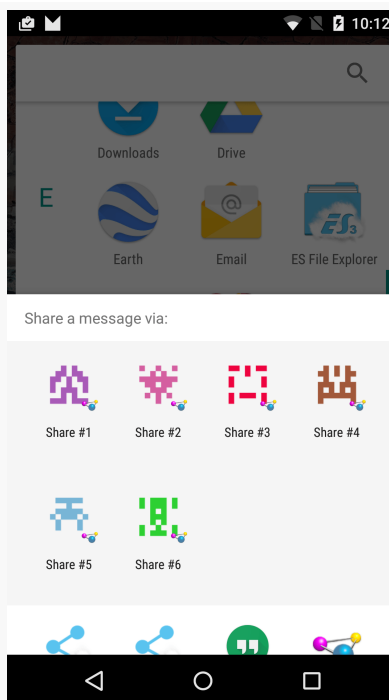 10:12
Downloads
Drive
E
Earth
Email
ES File Explorer
Share a message via:
Share #1
Share #2
Share #3
Share #4
Share #5
Share #6